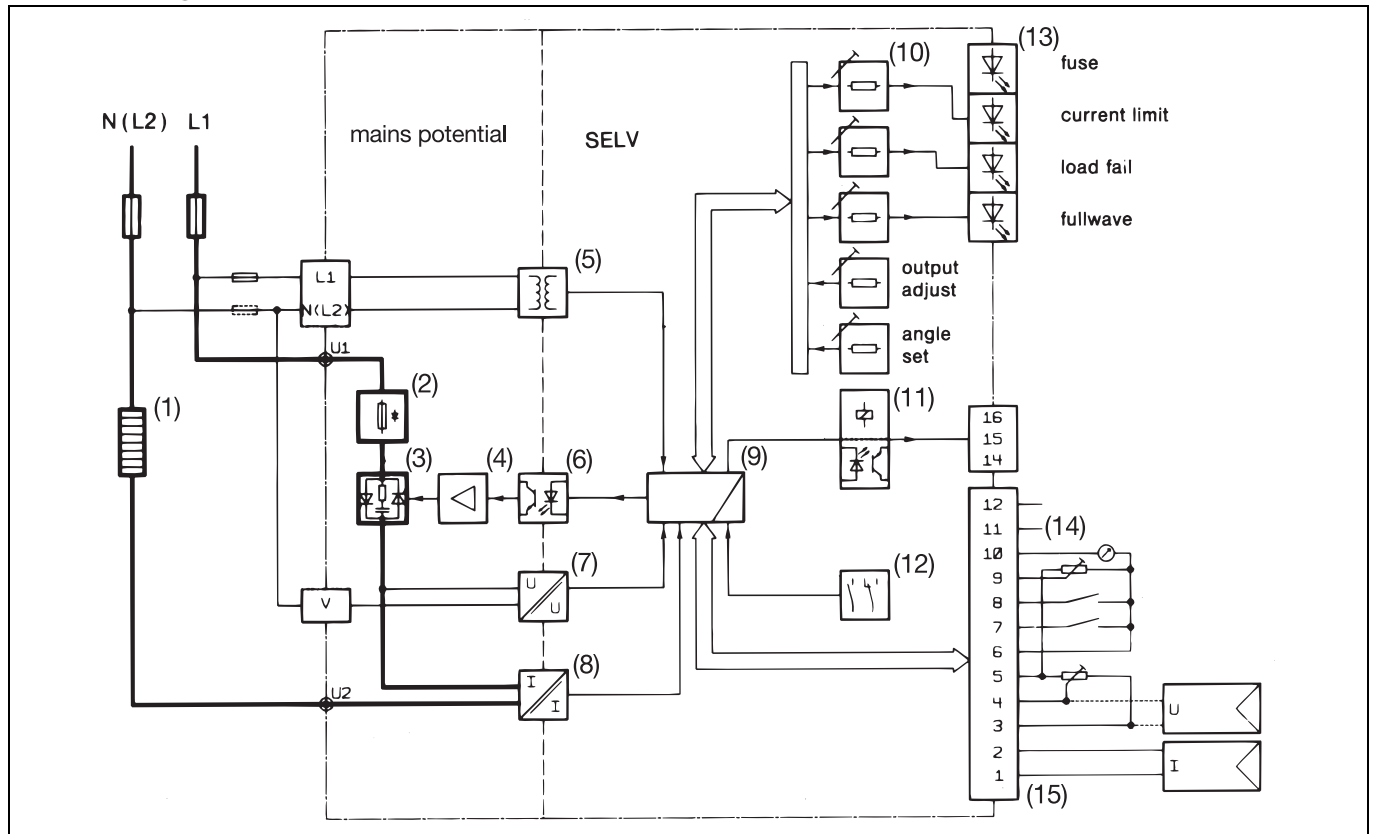 (13)
(10)
fuse
current limit
load fail
fullwave
output
adjust
angle
set
N(L2) L1
mains potential
SELV
L1
N(L2)
(5)
U1
(2)
(1)
(3)
(4)
(6)
(9)
(11)
16
15
14
V
U
U
(7)
(12)
I
I
(8)
U2
12
11
10
9
8
7
6
5
4
3
2
1
(14)
U
I
(15)